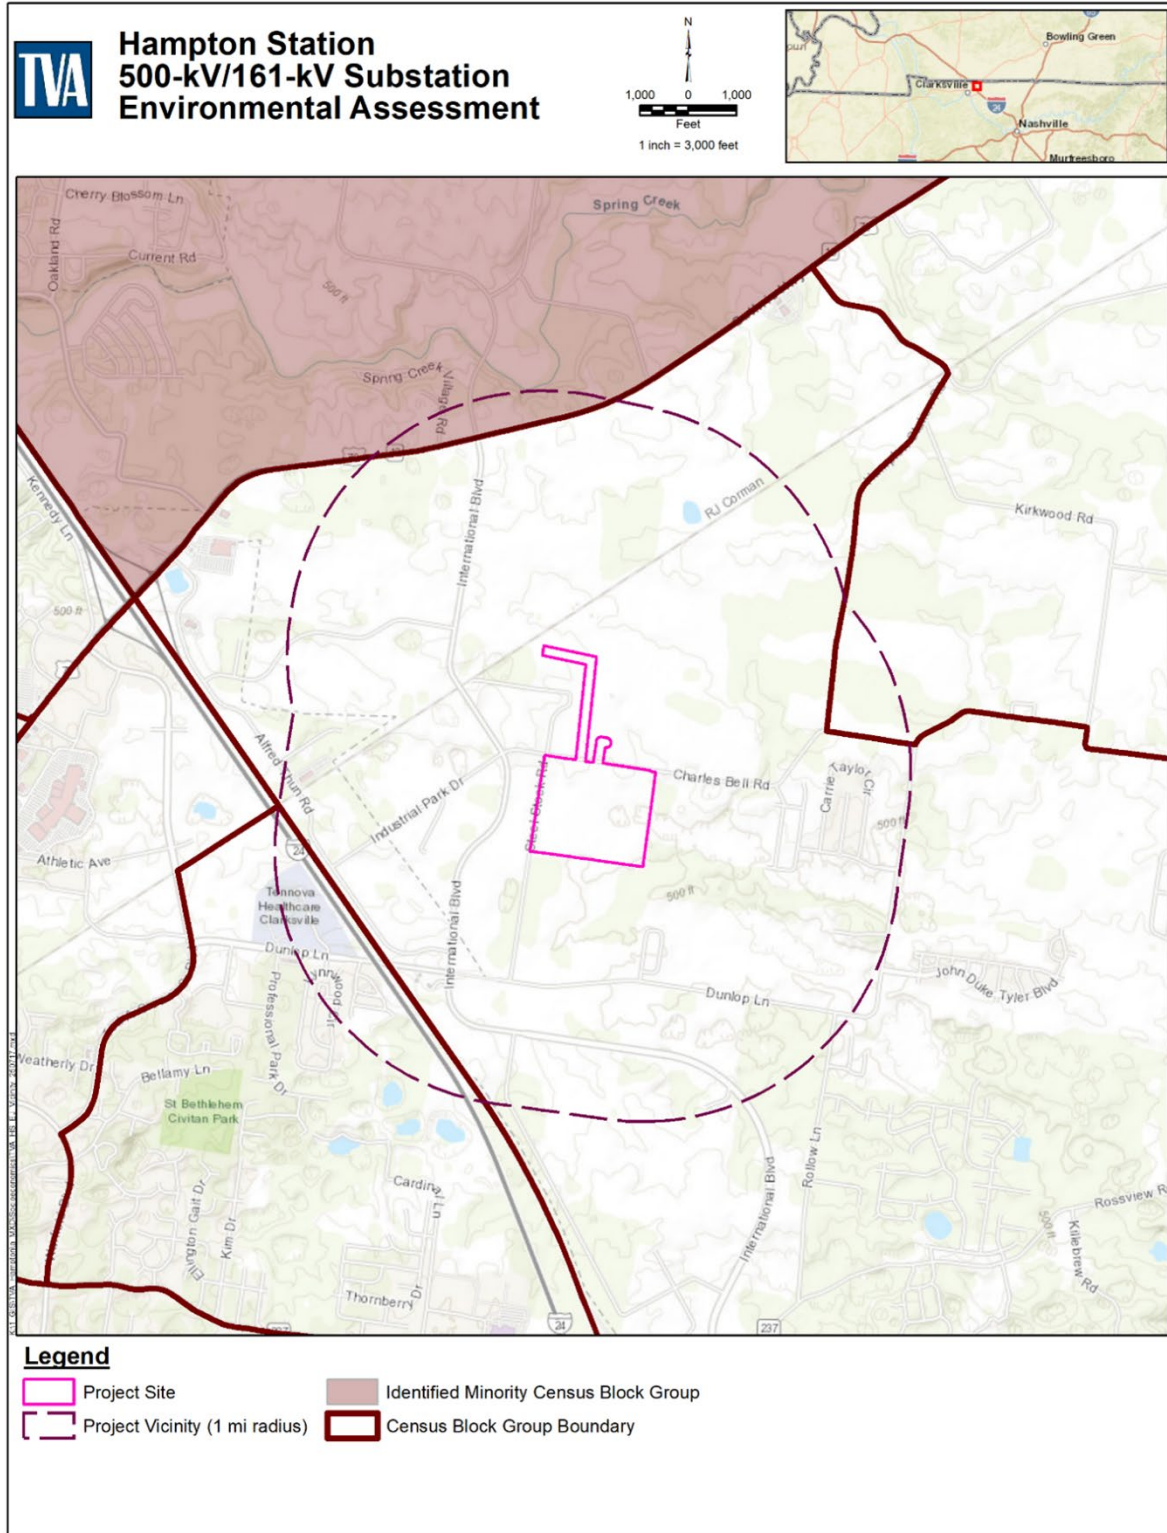 TVA
Hampton Station
500-kV/161-kV Substation
Environmental Assessment
N
1,000 0 1,000
Feet
1 inch = 3,000 feet
Bowling Green
Clarksville
24
Nashville
Murfreesboro
Cherry Blossom Ln
Oakland Rd
Current Rd
Spring Creek
500 ft
Spring Creek
Village Rd
Kennedy Ln
International Blvd
RJ Corman
Kirkwood Rd
500 ft
Alfred Thun Rd
Industrial Park Dr
Steel Stock Rd
Charles Bell Rd
Carrie
Kaylor Cir
500 ft
Athletic Ave
24
Tennova
Healthcare
Clarksville
International Blvd
500 ft
Dunlop Ln
Professional Park Dr
Dunlop Ln
John Duke Tyler Blvd
Weatherly Dr
Bellamy Ln
St Bethlehem
Civitan Park
Ellington Gait Dr
Kim Dr
Cardinal Ln
Thornberry Dr
International Blvd
Rollow Ln
Rossview R
500 ft
Killebrew Rd
24
237
Legend
Project Site
Identified Minority Census Block Group
Project Vicinity (1 mi radius)
Census Block Group Boundary